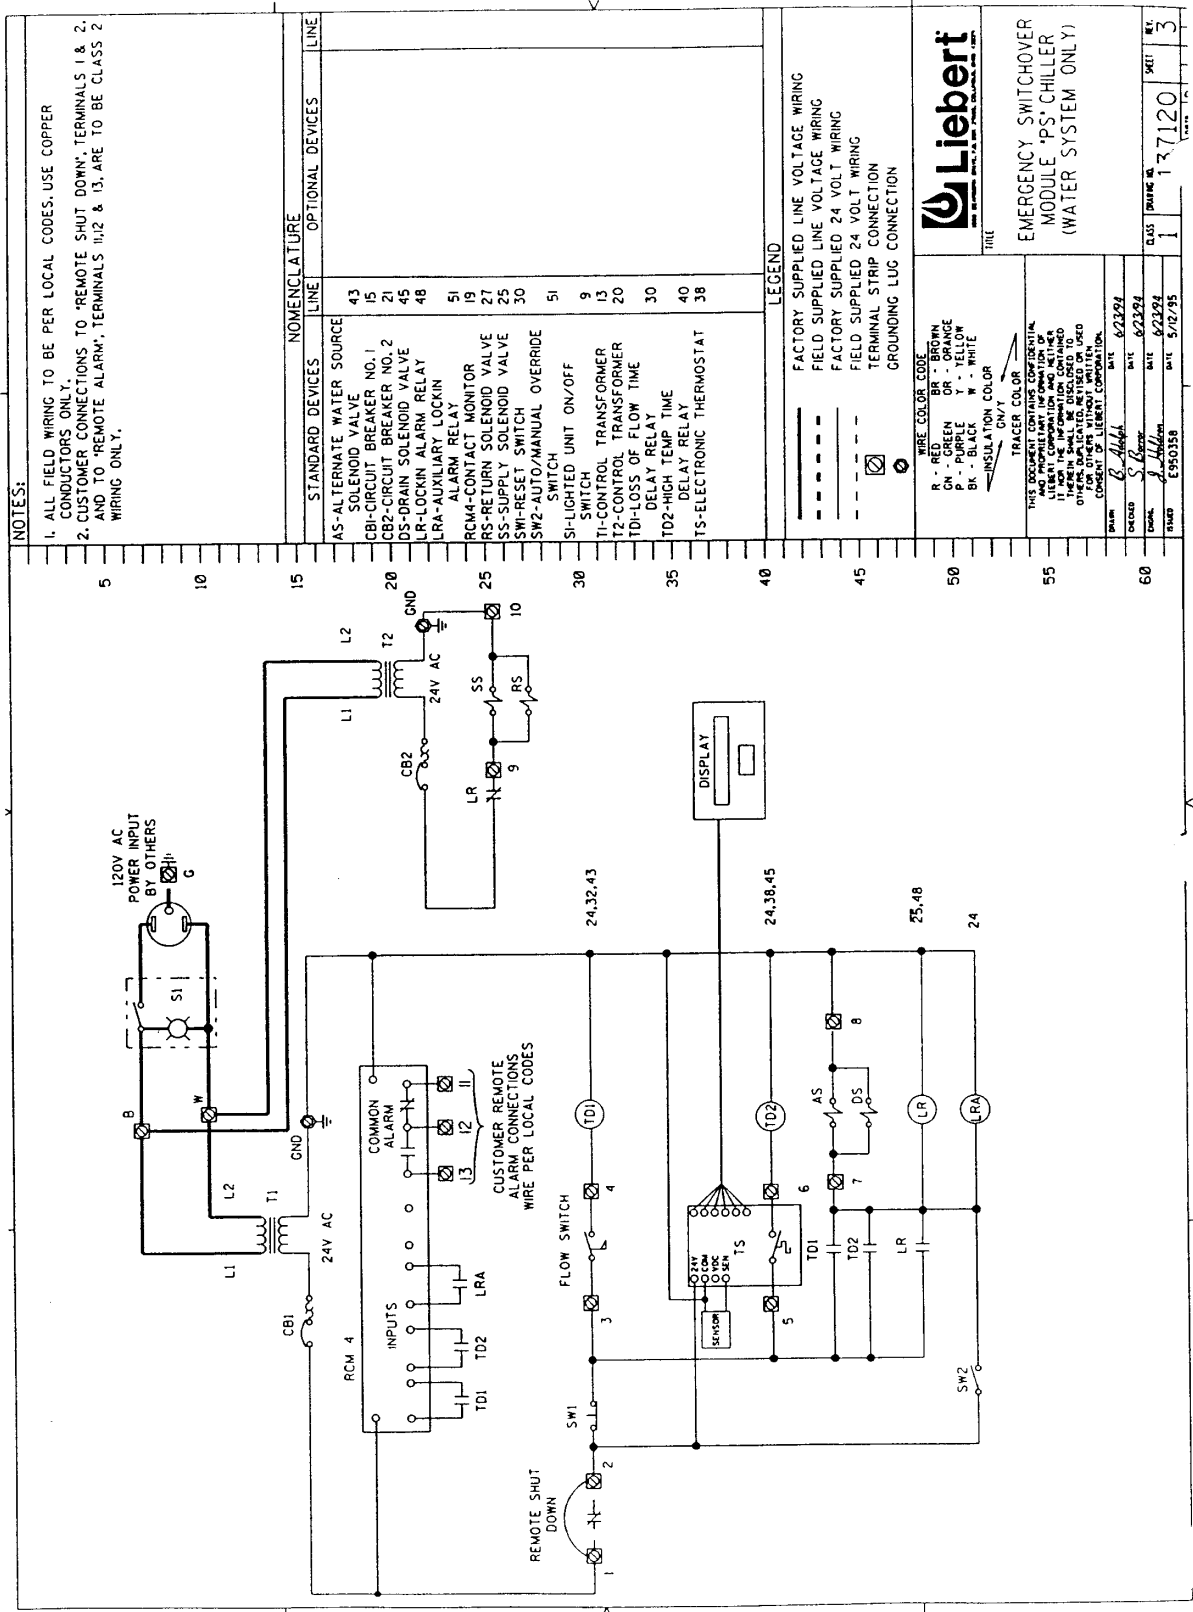 NOTES:
1. ALL FIELD WIRING TO BE PER LOCAL CODES. USE COPPER
CONDUCTORS ONLY.
2. CUSTOMER CONNECTIONS TO "REMOTE SHUT DOWN", TERMINALS 1 & 2,
AND TO "REMOTE ALARM", TERMINALS 11,12 & 13, ARE TO BE CLASS 2
WIRING ONLY.
NOMENCLATURE
STANDARD DEVICES LINE OPTIONAL DEVICES LINE
AS-ALTERNATE WATER SOURCE
SOLENOID VALVE 43
CB1-CIRCUIT BREAKER NO. 1 15
CB2-CIRCUIT BREAKER NO. 2 21
DS-DRAIN SOLENOID VALVE 45
LR-LOCKIN ALARM RELAY 48
LRA-AUXILIARY LOCKIN
ALARM RELAY 51
RCM4-CONTACT MONITOR 19
RS-RETURN SOLENOID VALVE 27
SS-SUPPLY SOLENOID VALVE 25
SW1-RESET SWITCH 30
SW2-AUTO/MANUAL OVERRIDE
SWITCH 51
S1-LIGHTED UNIT ON/OFF
SWITCH 9
T1-CONTROL TRANSFORMER 13
T2-CONTROL TRANSFORMER 20
TD1-LOSS OF FLOW TIME
DELAY RELAY 30
TD2-HIGH TEMP TIME
DELAY RELAY 40
TS-ELECTRONIC THERMOSTAT 38
LEGEND
FACTORY SUPPLIED LINE VOLTAGE WIRING
FIELD SUPPLIED LINE VOLTAGE WIRING
FACTORY SUPPLIED 24 VOLT WIRING
FIELD SUPPLIED 24 VOLT WIRING
TERMINAL STRIP CONNECTION
GROUNDING LUG CONNECTION
WIRE COLOR CODE
R - RED BR - BROWN
GN - GREEN OR - ORANGE
P - PURPLE Y - YELLOW
BK - BLACK W - WHITE
INSULATION COLOR
GN/Y
TRACER COLOR
THIS DOCUMENT CONTAINS CONFIDENTIAL
AND PROPRIETARY INFORMATION OF
LIEBERT CORPORATION AND NEITHER
IT NOR THE INFORMATION CONTAINED
THEREIN SHALL BE DISCLOSED TO
OTHERS, DUPLICATED, REVISED OR USED
FOR OTHERS WITHOUT WRITTEN
CONSENT OF LIEBERT CORPORATION.
DRAWN DATE 6/23/94
CHECKED DATE 6/23/94
ENGRG. DATE 6/23/94
ISSUED E950358 DATE 5/12/95
Liebert
TITLE
EMERGENCY SWITCHOVER
MODULE "PS" CHILLER
(WATER SYSTEM ONLY)
CLASS 1
DRAWING NO. 137120
SHEET
REV. 3
5
10
15
20
25
30
35
40
45
50
55
60
120V AC
POWER INPUT
BY OTHERS
G
S1
B
W
L1 L2
T1
24V AC
GND
CB1
L1 L2
T2
24V AC
GND
CB2
LR
9
SS
RS
10
RCM 4
INPUTS
COMMON
ALARM
TD1
TD2
LRA
13 12 11
CUSTOMER REMOTE
ALARM CONNECTIONS
WIRE PER LOCAL CODES
REMOTE SHUT
DOWN
1
2
SW1
3
FLOW SWITCH
4
TD1
24,32,43
24V
COM
VDC
SEN
SENSOR
TS
DISPLAY
5
6
TD2
24,38,45
TD1
TD2
7
AS
DS
8
LR
LR
25,48
SW2
LRA
24